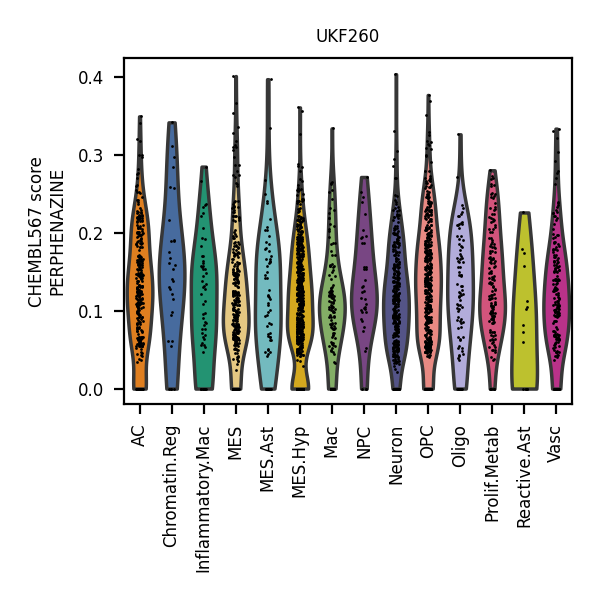 UKF260
CHEMBL567 score
PERPHENAZINE
0.4
0.3
0.2
0.1
0.0
AC
Chromatin.Reg
Inflammatory.Mac
MES
MES.Ast
MES.Hyp
Mac
NPC
Neuron
OPC
Oligo
Prolif.Metab
Reactive.Ast
Vasc